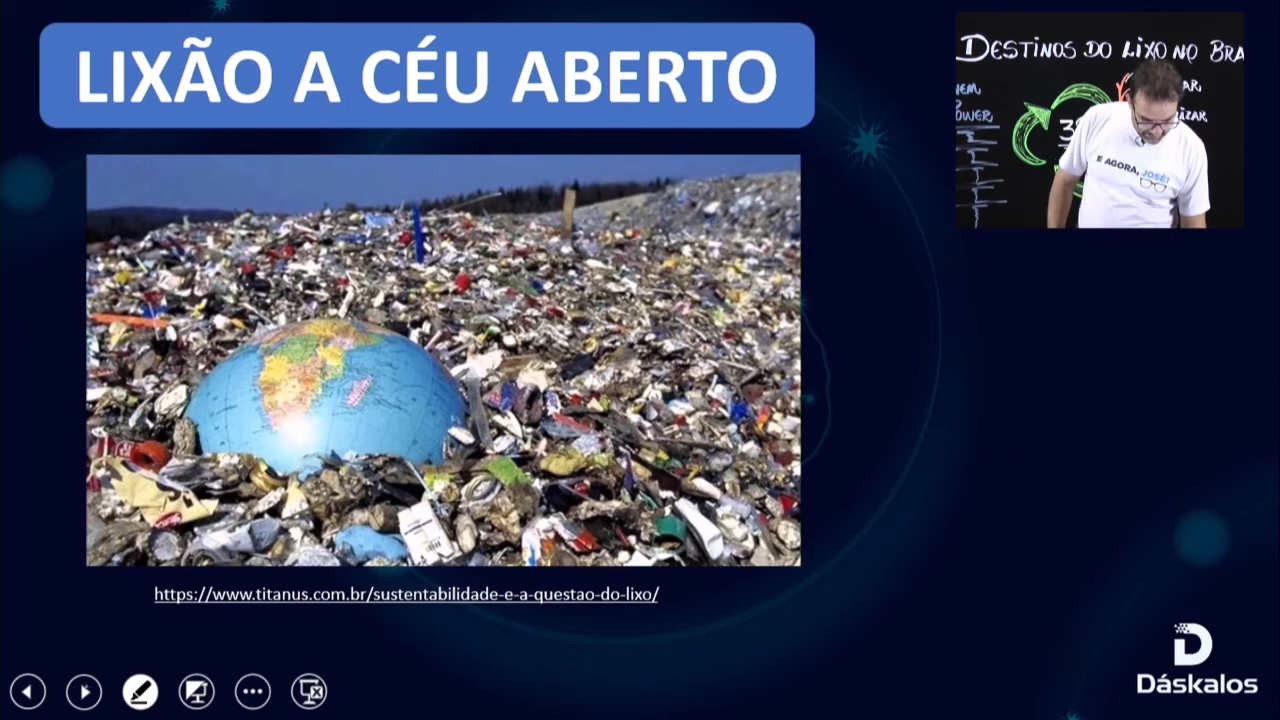 LIXÃO A CÉU ABERTO
DESTINOS DO LIXO NO BRA
E AGORA, JOSÉ?
https://www.titanus.com.br/sustentabilidade-e-a-questao-do-lixo/
Dáskalos